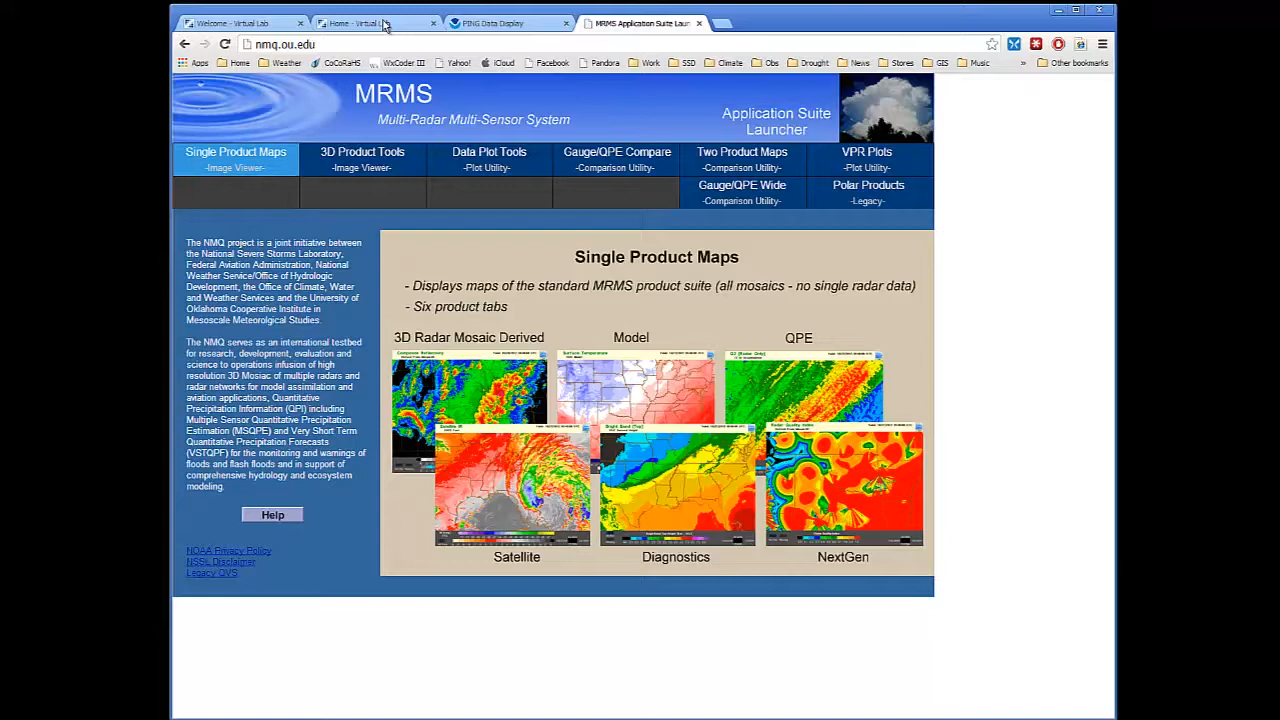 Welcome - Virtual Lab
Home - Virtual
PING Data Display
MRMS Application Suite Laun
nmq.ou.edu
Apps Home Weather CoCoRaHS WxCoder III Yahoo! iCloud Facebook Pandora Work SSD Climate Obs Drought News Stores GIS Music » Other bookmarks
MRMS
Multi-Radar Multi-Sensor System
Application Suite
Launcher
Single Product Maps
-Image Viewer-
3D Product Tools
-Image Viewer-
Data Plot Tools
-Plot Utility-
Gauge/QPE Compare
-Comparison Utility-
Two Product Maps
-Comparison Utility-
VPR Plots
-Plot Utility-
Gauge/QPE Wide
-Comparison Utility-
Polar Products
-Legacy-
The NMQ project is a joint initiative between
the National Severe Storms Laboratory,
Federal Aviation Administration, National
Weather Service/Office of Hydrologic
Development, the Office of Climate, Water
and Weather Services and the University of
Oklahoma Cooperative Institute in
Mesoscale Meteorolgical Studies.
The NMQ serves as an international testbed
for research, development, evaluation and
science to operations infusion of high
resolution 3D Mosiac of multiple radars and
radar networks for model assimilation and
aviation applications, Quantitative
Precipitation Information (QPI) including
Multiple Sensor Quantitative Precipitation
Estimation (MSQPE) and Very Short Term
Quantitative Precipitation Forecasts
(VSTQPF) for the monitoring and warnings of
floods and flash floods and in support of
comprehensive hydrology and ecosystem
modeling.
Help
NOAA Privacy Policy
NSSL Disclaimer
Legacy QVS
Single Product Maps
- Displays maps of the standard MRMS product suite (all mosaics - no single radar data)
- Six product tabs
3D Radar Mosaic Derived
Model
QPE
Composite Reflectivity
Surface Temperature
Satellite IR
Radar Quality Index
Satellite
Diagnostics
NextGen